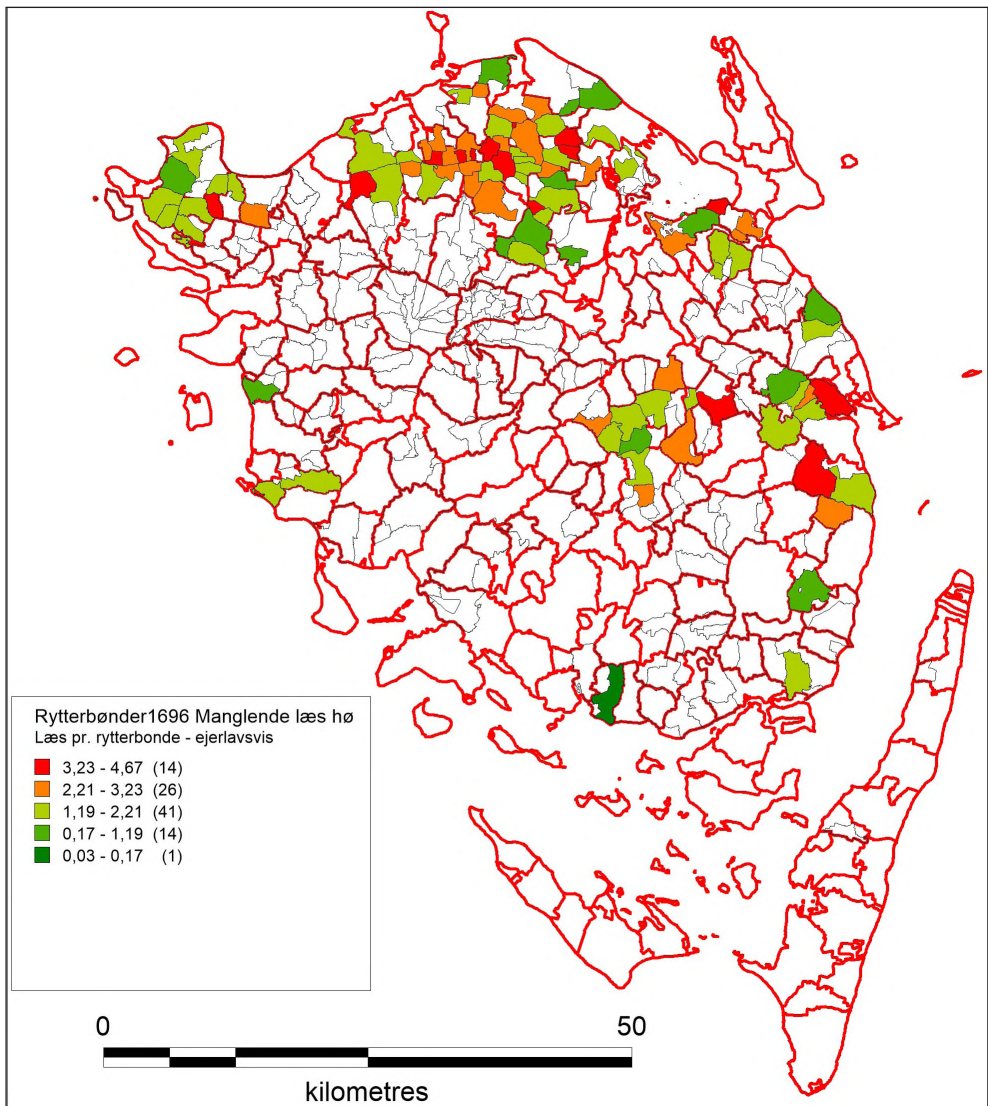 Rytterbønder1696 Manglende læs hø
Læs pr. rytterbonde - ejerlavsvis
3,23 - 4,67 (14)
2,21 - 3,23 (26)
1,19 - 2,21 (41)
0,17 - 1,19 (14)
0,03 - 0,17 (1)
0 50
kilometres